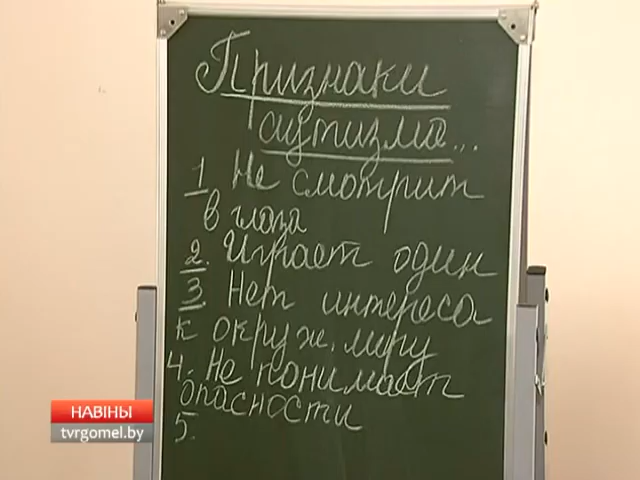 Признаки
аутизма...
1 Не смотрит
в глаза
2. Играет один
3. Нет интереса
к окруж. миру
4. Не понимает
опасности
5.
НАВІНЫ
tvrgomel.by